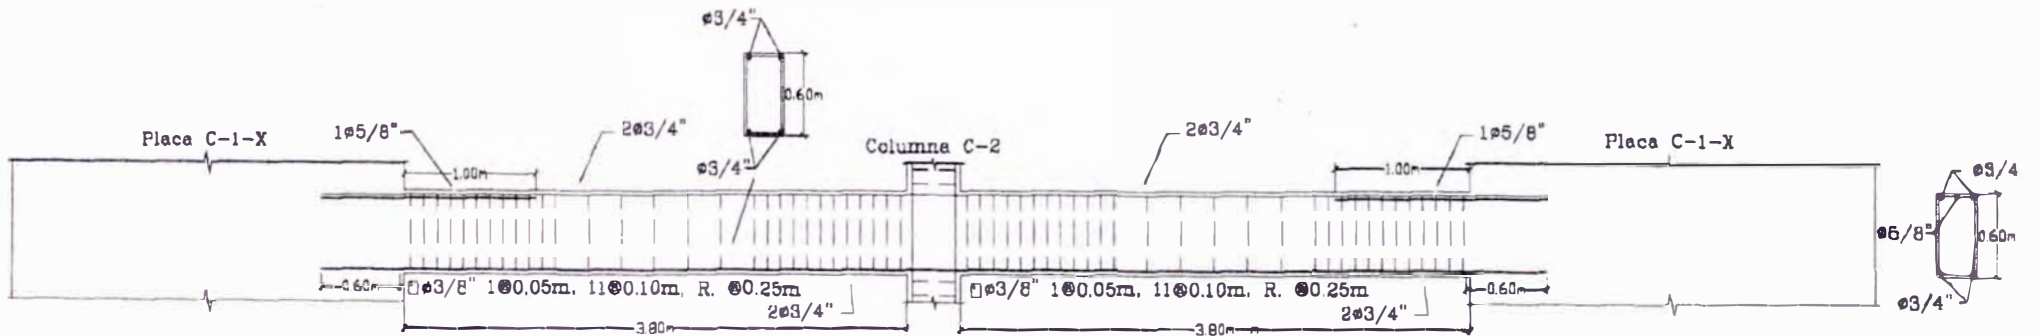 ø3/4"
0.60m
ø3/4"
Placa C-1-X
1ø5/8"
2ø3/4"
Columna C-2
2ø3/4"
1ø5/8"
Placa C-1-X
1.00m
1.00m
ø3/4
ø5/8"
0.60m
ø3/4"
0.60m
ø3/8" 1@0.05m, 11@0.10m, R. @0.25m
2ø3/4"
3.80m
ø3/8" 1@0.05m, 11@0.10m, R. @0.25m
2ø3/4"
0.60m
3.80m